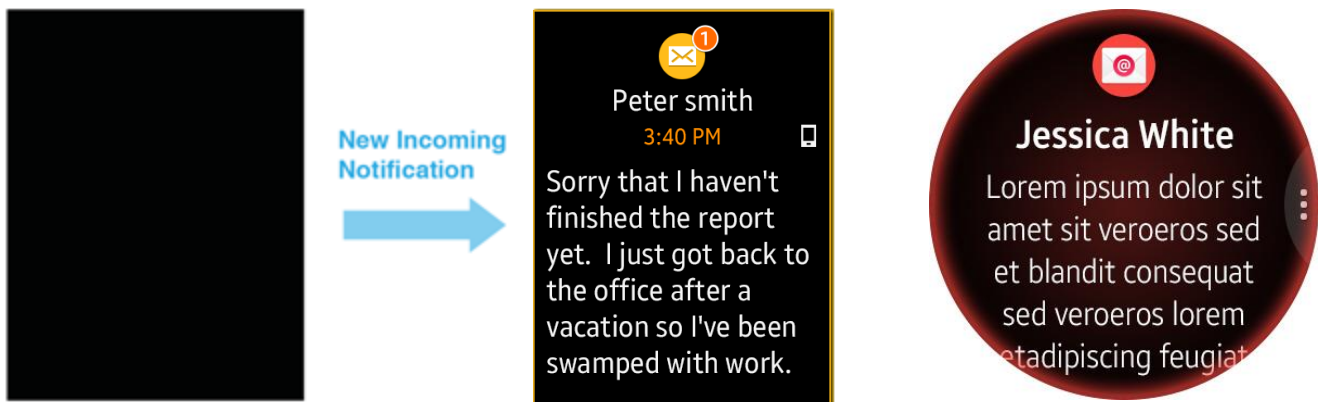 New Incoming
Notification
1
Peter smith
3:40 PM
Sorry that I haven't
finished the report
yet.  I just got back to
the office after a
vacation so I've been
swamped with work.
@
Jessica White
Lorem ipsum dolor sit
amet sit veroeros sed
et blandit consequat
sed veroeros lorem
etadipiscing feugiat